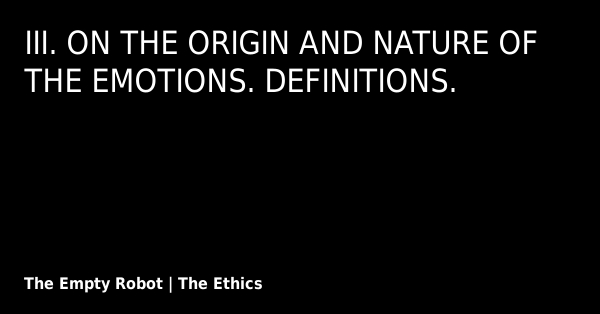 III. ON THE ORIGIN AND NATURE OF
THE EMOTIONS. DEFINITIONS.
The Empty Robot | The Ethics